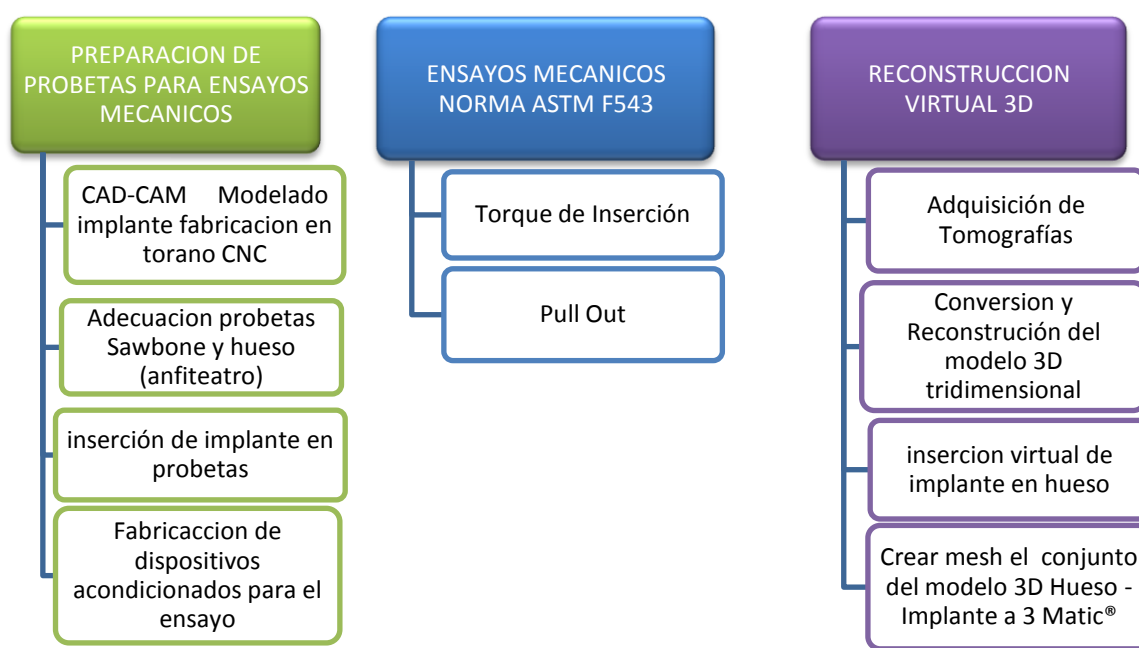 PREPARACION DE
PROBETAS PARA ENSAYOS
MECANICOS
CAD-CAM Modelado
implante fabricacion en
torano CNC
Adecuacion probetas
Sawbone y hueso
(anfiteatro)
inserción de implante en
probetas
Fabricaccion de
dispositivos
acondicionados para el
ensayo
ENSAYOS MECANICOS
NORMA ASTM F543
Torque de Inserción
Pull Out
RECONSTRUCCION
VIRTUAL 3D
Adquisición de
Tomografías
Conversion y
Reconstrución del
modelo 3D
tridimensional
insercion virtual de
implante en hueso
Crear mesh el conjunto
del modelo 3D Hueso -
Implante a 3 Matic®